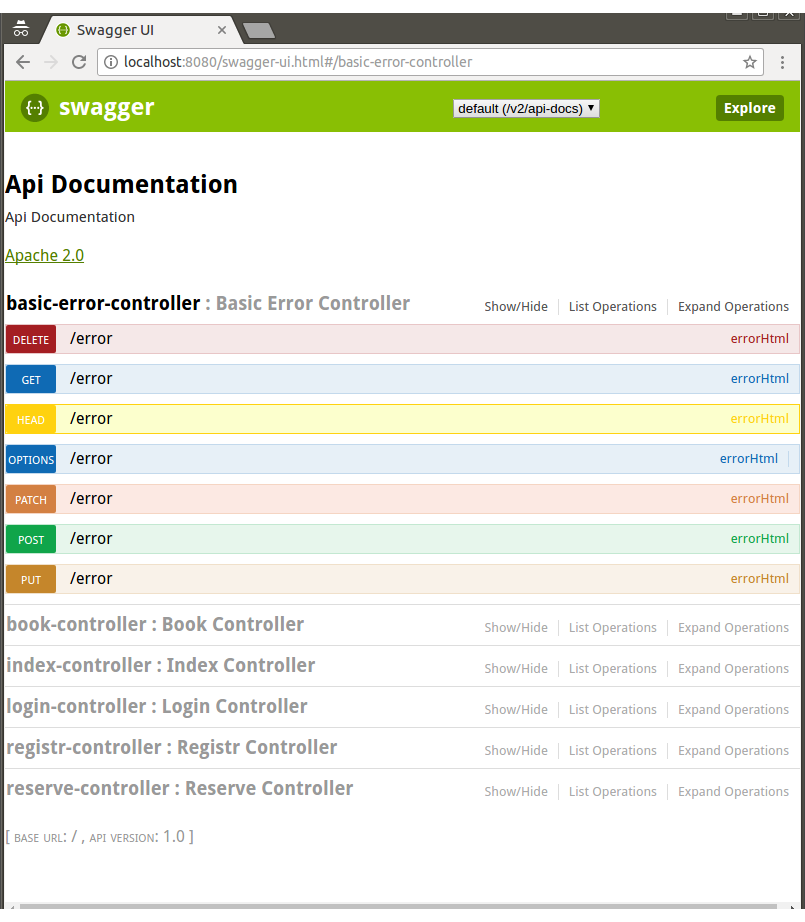 Swagger UI
localhost:8080/swagger-ui.html#/basic-error-controller
{···} swagger default (/v2/api-docs) Explore
Api Documentation
Api Documentation
Apache 2.0
basic-error-controller : Basic Error Controller Show/Hide List Operations Expand Operations
DELETE /error errorHtml
GET /error errorHtml
HEAD /error errorHtml
OPTIONS /error errorHtml
PATCH /error errorHtml
POST /error errorHtml
PUT /error errorHtml
book-controller : Book Controller Show/Hide List Operations Expand Operations
index-controller : Index Controller Show/Hide List Operations Expand Operations
login-controller : Login Controller Show/Hide List Operations Expand Operations
registr-controller : Registr Controller Show/Hide List Operations Expand Operations
reserve-controller : Reserve Controller Show/Hide List Operations Expand Operations
[ BASE URL: / , API VERSION: 1.0 ]